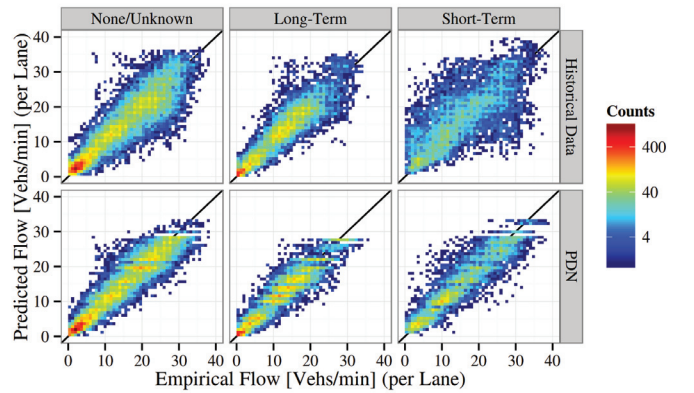 None/Unknown Long-Term Short-Term
40
30
20
10
0
Historical Data
40
30
20
10
0
PDN
Predicted Flow [Vehs/min] (per Lane)
0 10 20 30 40 0 10 20 30 40 0 10 20 30 40
Empirical Flow [Vehs/min] (per Lane)
Counts
400
40
4